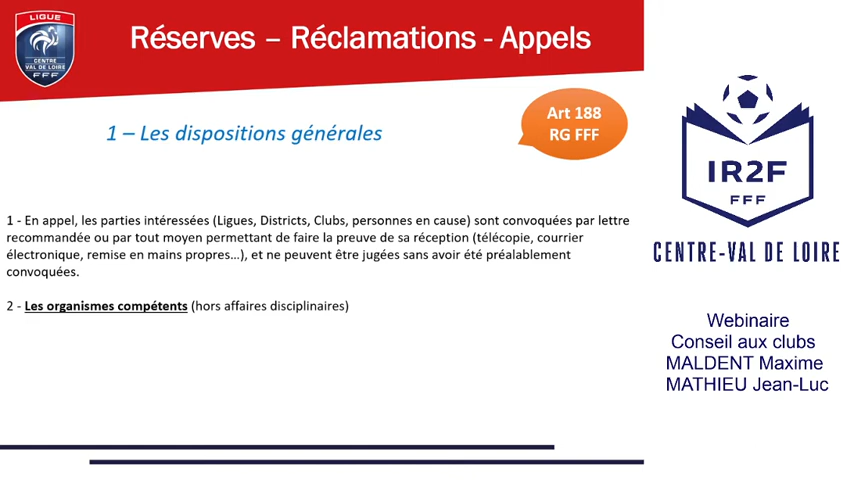 LIGUE
CENTRE
VAL DE LOIRE
FFF
Réserves – Réclamations - Appels
1 – Les dispositions générales
Art 188
RG FFF
1 - En appel, les parties intéressées (Ligues, Districts, Clubs, personnes en cause) sont convoquées par lettre
recommandée ou par tout moyen permettant de faire la preuve de sa réception (télécopie, courrier
électronique, remise en mains propres…), et ne peuvent être jugées sans avoir été préalablement
convoquées.
2 - Les organismes compétents (hors affaires disciplinaires)
IR2F
FFF
CENTRE-VAL DE LOIRE
Webinaire
Conseil aux clubs
MALDENT Maxime
MATHIEU Jean-Luc